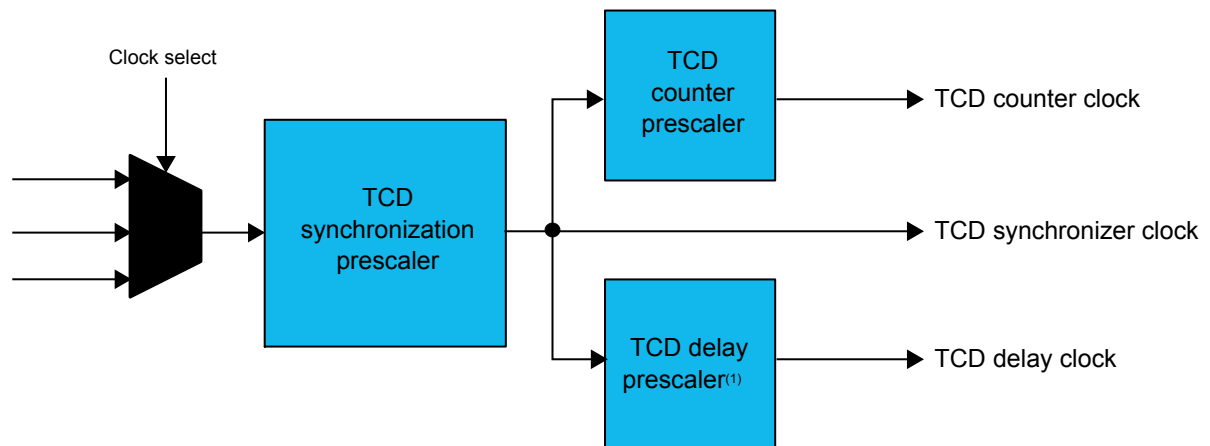 Clock select
TCD
synchronization
prescaler
TCD
counter
prescaler
TCD counter clock
TCD synchronizer clock
TCD delay
prescaler(1)
TCD delay clock